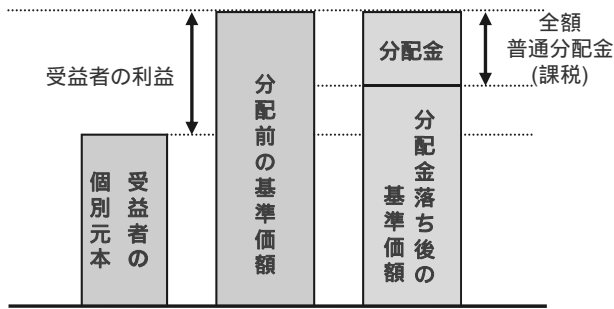 受益者の利益
受益者の
個別元本
分配前の基準価額
分配金
分配金落ち後の
基準価額
全額
普通分配金
(課税)